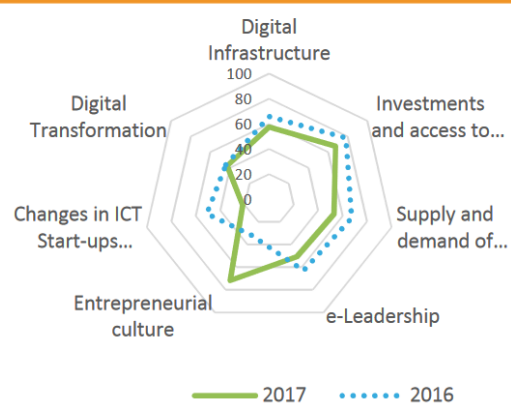 Digital
Infrastructure
100
80
60
40
20
0
Investments
and access to...
Supply and
demand of...
e-Leadership
Entrepreneurial
culture
Changes in ICT
Start-ups...
Digital
Transformation
2017
2016